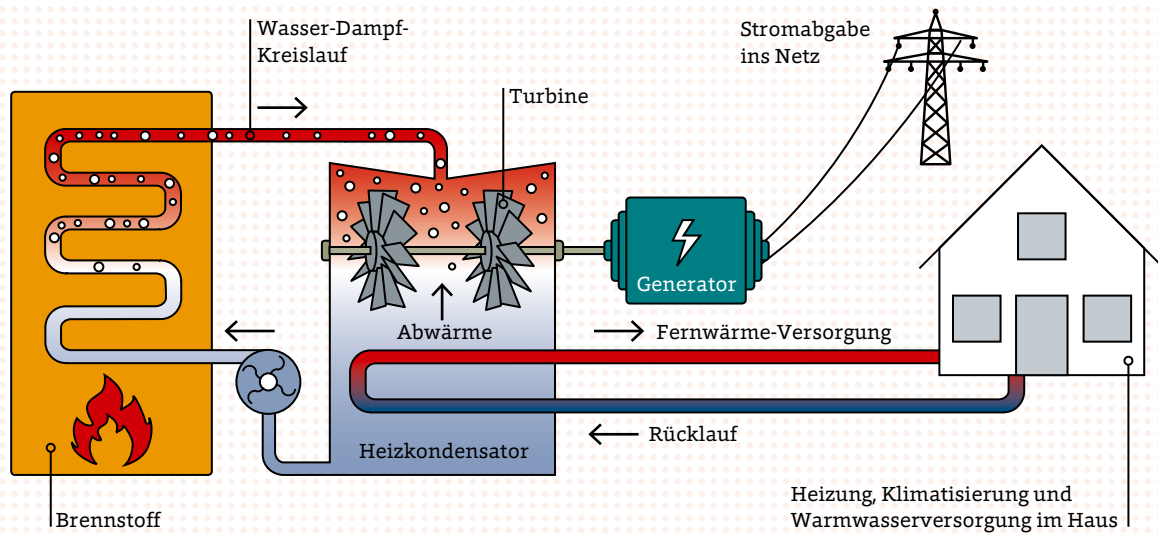 Wasser-Dampf-
Kreislauf
Stromabgabe
ins Netz
Turbine
Generator
Abwärme
Fernwärme-Versorgung
Rücklauf
Heizkondensator
Brennstoff
Heizung, Klimatisierung und
Warmwasserversorgung im Haus